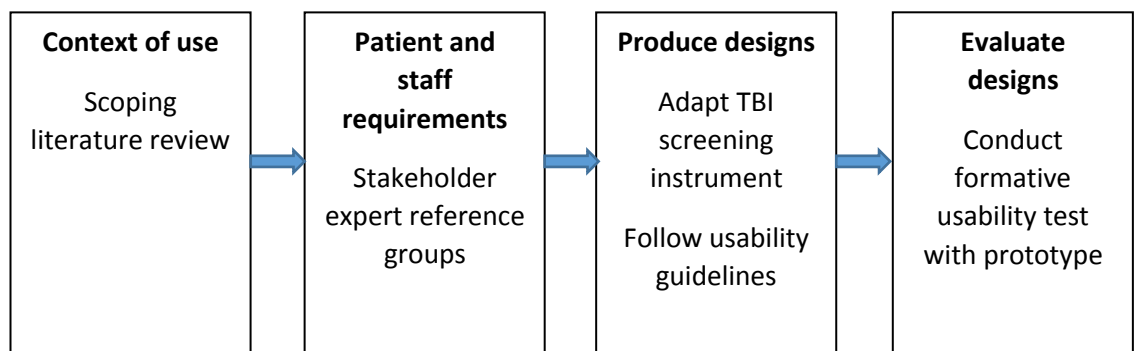 Context of use
Scoping
literature review
Patient and
staff
requirements
Stakeholder
expert reference
groups
Produce designs
Adapt TBI
screening
instrument
Follow usability
guidelines
Evaluate
designs
Conduct
formative
usability test
with prototype